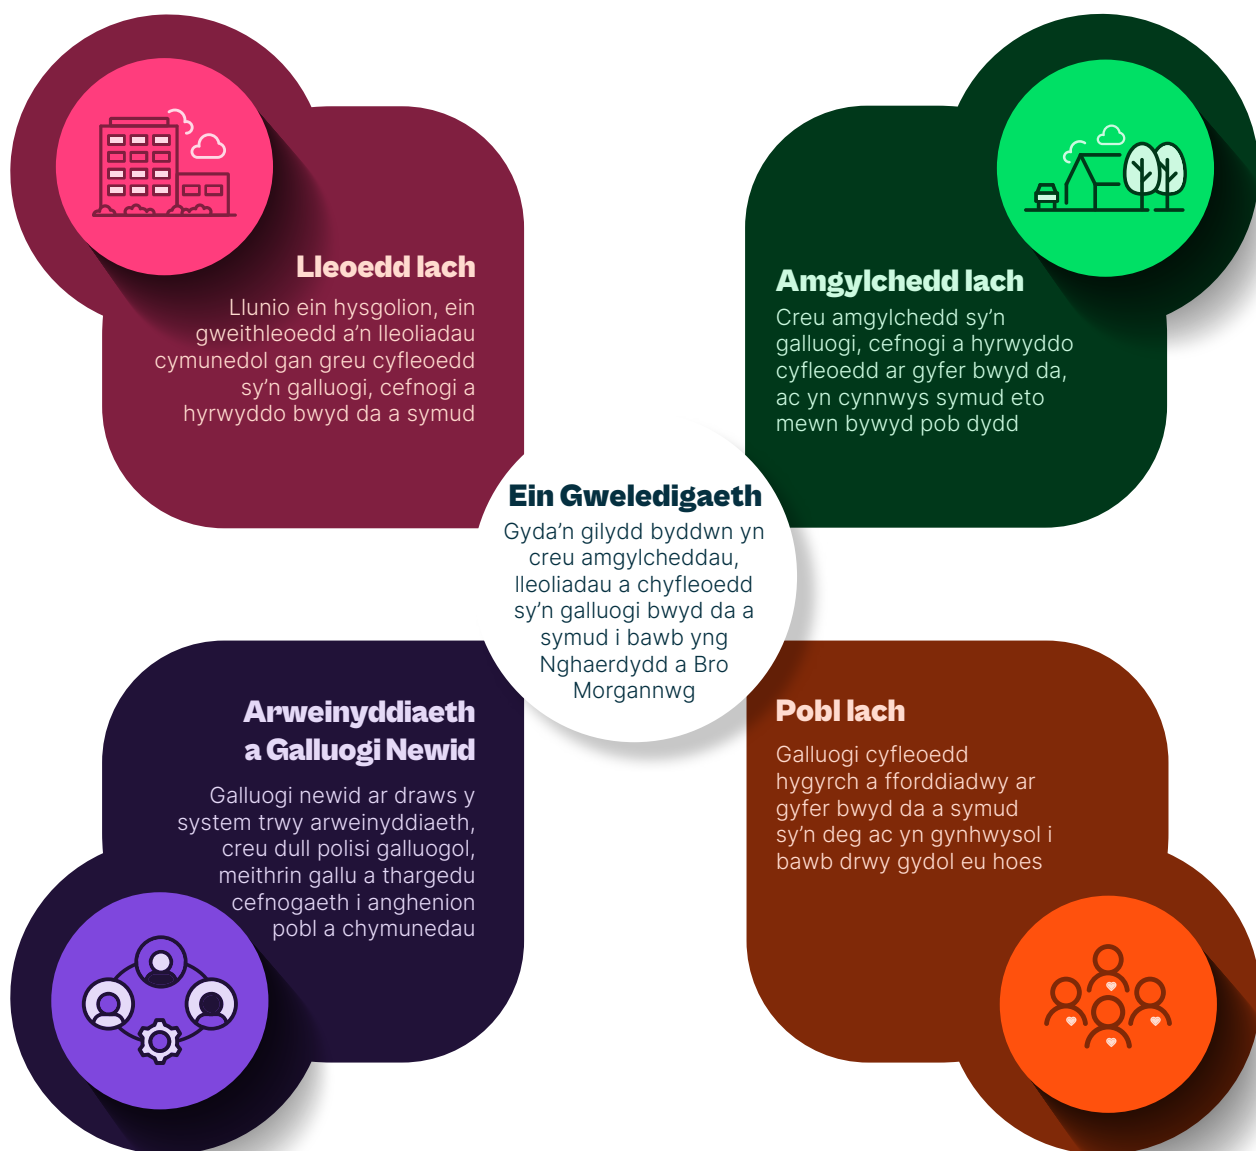 Lleoedd Iach
Llunio ein hysgolion, ein
gweithleoedd a’n lleoliadau
cymunedol gan greu cyfleoedd
sy’n galluogi, cefnogi a
hyrwyddo bwyd da a symud
Amgylchedd Iach
Creu amgylchedd sy’n
galluogi, cefnogi a hyrwyddo
cyfleoedd ar gyfer bwyd da,
ac yn cynnwys symud eto
mewn bywyd pob dydd
Ein Gweledigaeth
Gyda’n gilydd byddwn yn
creu amgylcheddau,
lleoliadau a chyfleoedd
sy’n galluogi bwyd da a
symud i bawb yng
Nghaerdydd a Bro
Morgannwg
Arweinyddiaeth
a Galluogi Newid
Galluogi newid ar draws y
system trwy arweinyddiaeth,
creu dull polisi galluogol,
meithrin gallu a thargedu
cefnogaeth i anghenion
pobl a chymunedau
Pobl Iach
Galluogi cyfleoedd
hygyrch a fforddiadwy ar
gyfer bwyd da a symud
sy’n deg ac yn gynhwysol i
bawb drwy gydol eu hoes